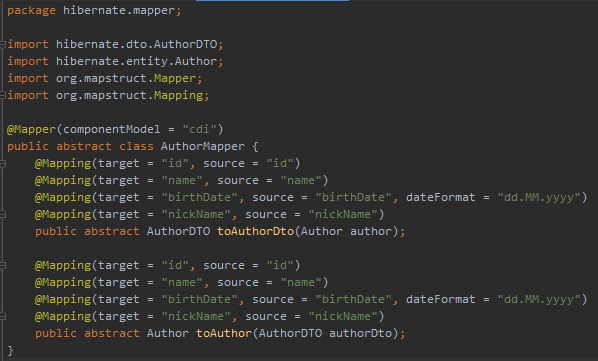 package hibernate.mapper;
import hibernate.dto.AuthorDTO;
import hibernate.entity.Author;
import org.mapstruct.Mapper;
import org.mapstruct.Mapping;
@Mapper(componentModel = "cdi")
public abstract class AuthorMapper {
@Mapping(target = "id", source = "id")
@Mapping(target = "name", source = "name")
@Mapping(target = "birthDate", source = "birthDate", dateFormat = "dd.MM.yyyy")
@Mapping(target = "nickName", source = "nickName")
public abstract AuthorDTO toAuthorDto(Author author);
@Mapping(target = "id", source = "id")
@Mapping(target = "name", source = "name")
@Mapping(target = "birthDate", source = "birthDate", dateFormat = "dd.MM.yyyy")
@Mapping(target = "nickName", source = "nickName")
public abstract Author toAuthor(AuthorDTO authorDto);
}